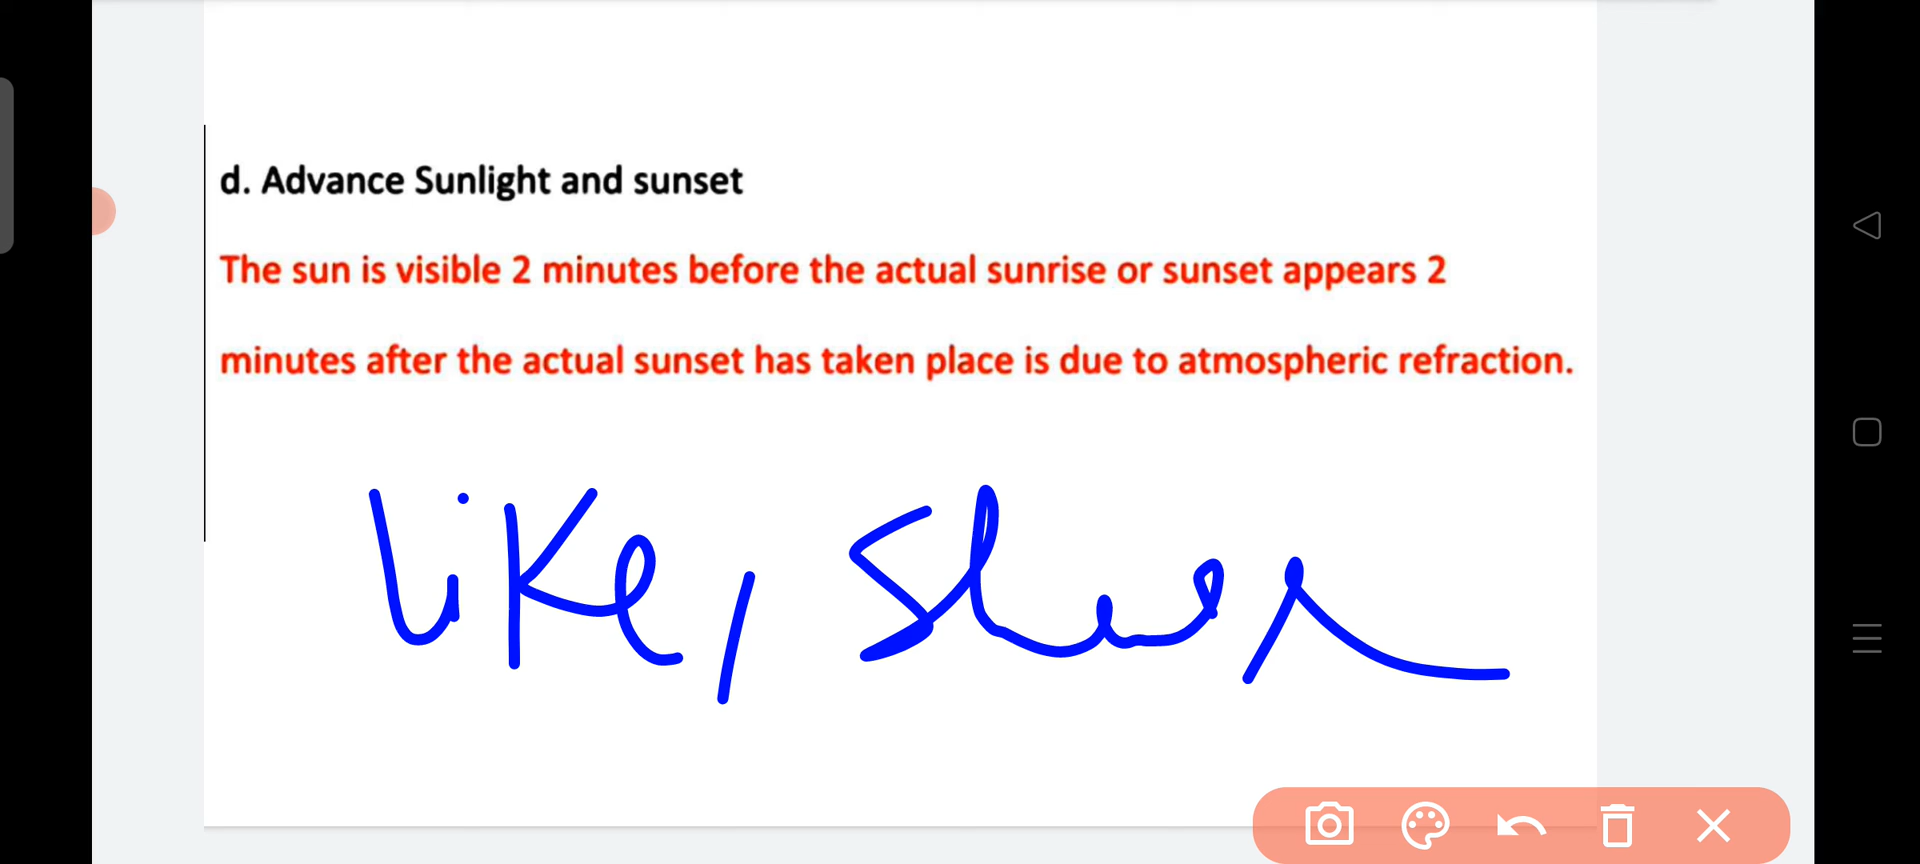 d. Advance Sunlight and sunset
The sun is visible 2 minutes before the actual sunrise or sunset appears 2
minutes after the actual sunset has taken place is due to atmospheric refraction.
like,